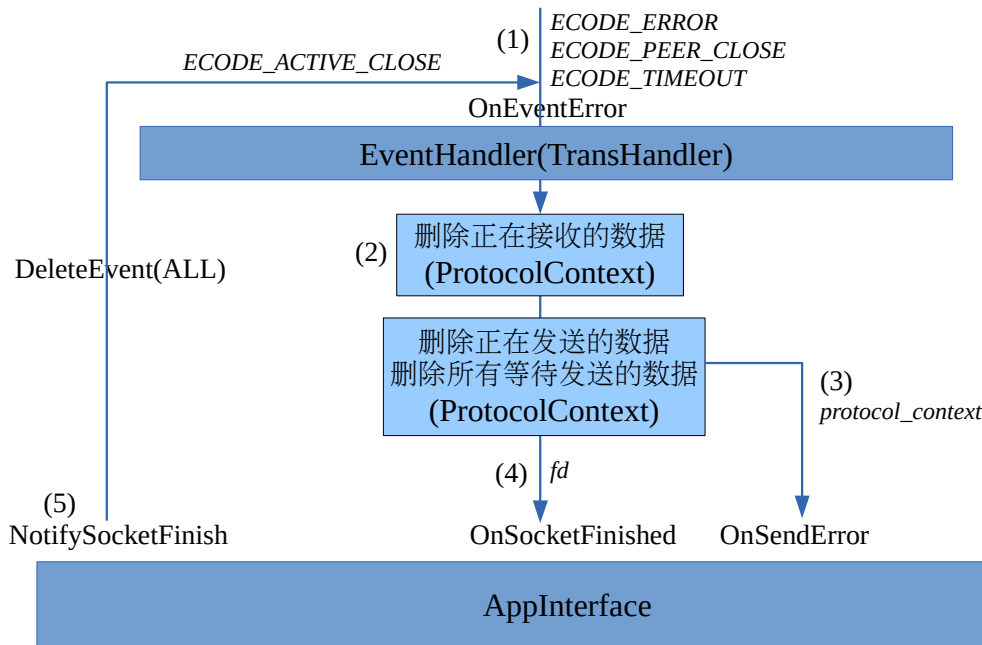 (1)
ECODE_ERROR
ECODE_PEER_CLOSE
ECODE_TIMEOUT
ECODE_ACTIVE_CLOSE
OnEventError
EventHandler(TransHandler)
(2)
删除正在接收的数据
(ProtocolContext)
DeleteEvent(ALL)
删除正在发送的数据
删除所有等待发送的数据
(ProtocolContext)
(3)
protocol_context
(4)
fd
(5)
NotifySocketFinish
OnSocketFinished
OnSendError
AppInterface